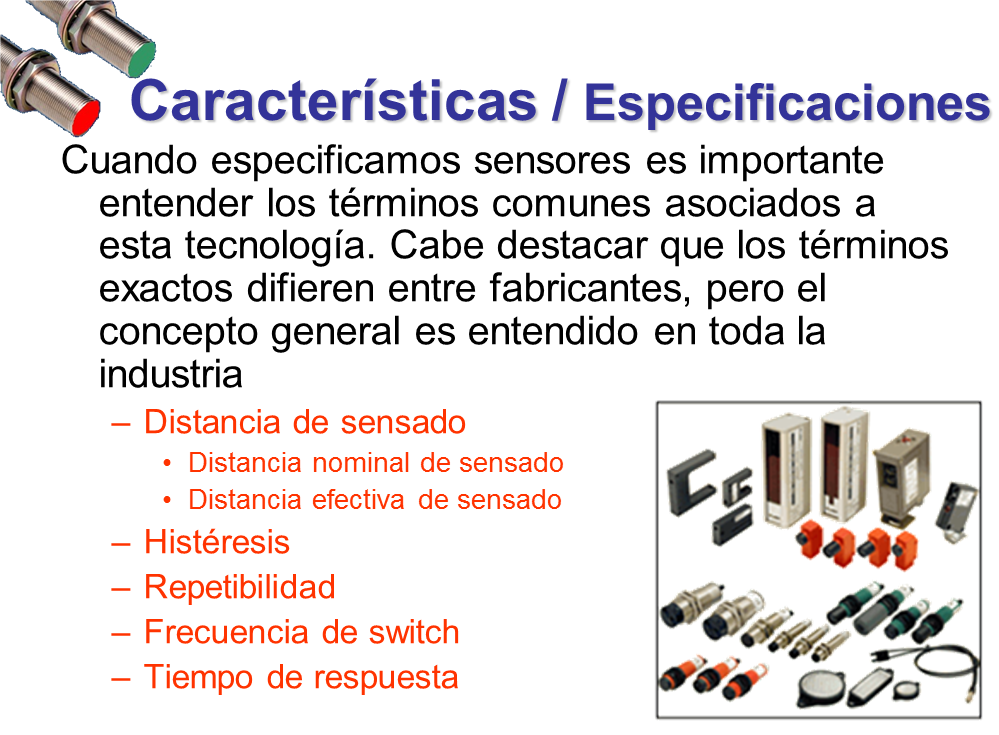 Características / Especificaciones
Cuando especificamos sensores es importante
entender los términos comunes asociados a
esta tecnología. Cabe destacar que los términos
exactos difieren entre fabricantes, pero el
concepto general es entendido en toda la
industria
– Distancia de sensado
• Distancia nominal de sensado
• Distancia efectiva de sensado
– Histéresis
– Repetibilidad
– Frecuencia de switch
– Tiempo de respuesta